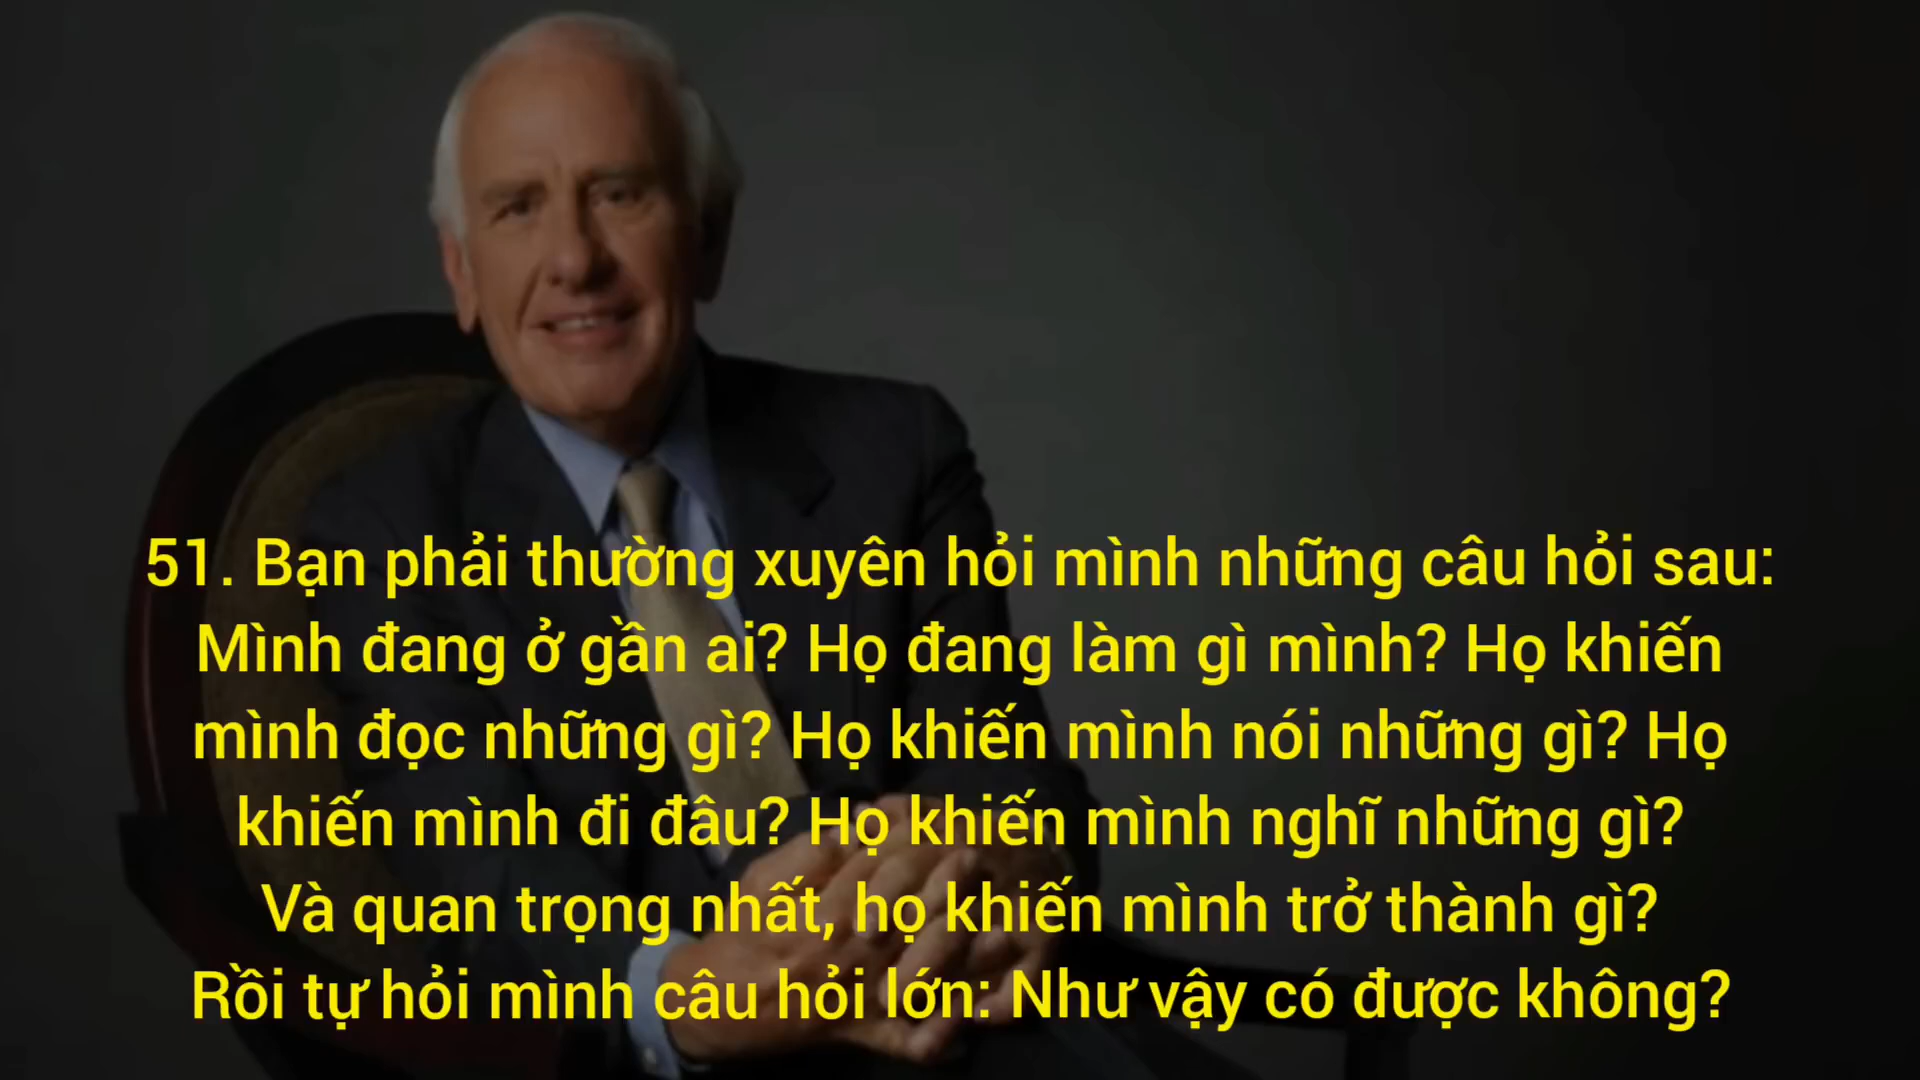 51. Bạn phải thường xuyên hỏi mình những câu hỏi sau:
Mình đang ở gần ai? Họ đang làm gì mình? Họ khiến
mình đọc những gì? Họ khiến mình nói những gì? Họ
khiến mình đi đâu? Họ khiến mình nghĩ những gì?
Và quan trọng nhất, họ khiến mình trở thành gì?
Rồi tự hỏi mình câu hỏi lớn: Như vậy có được không?